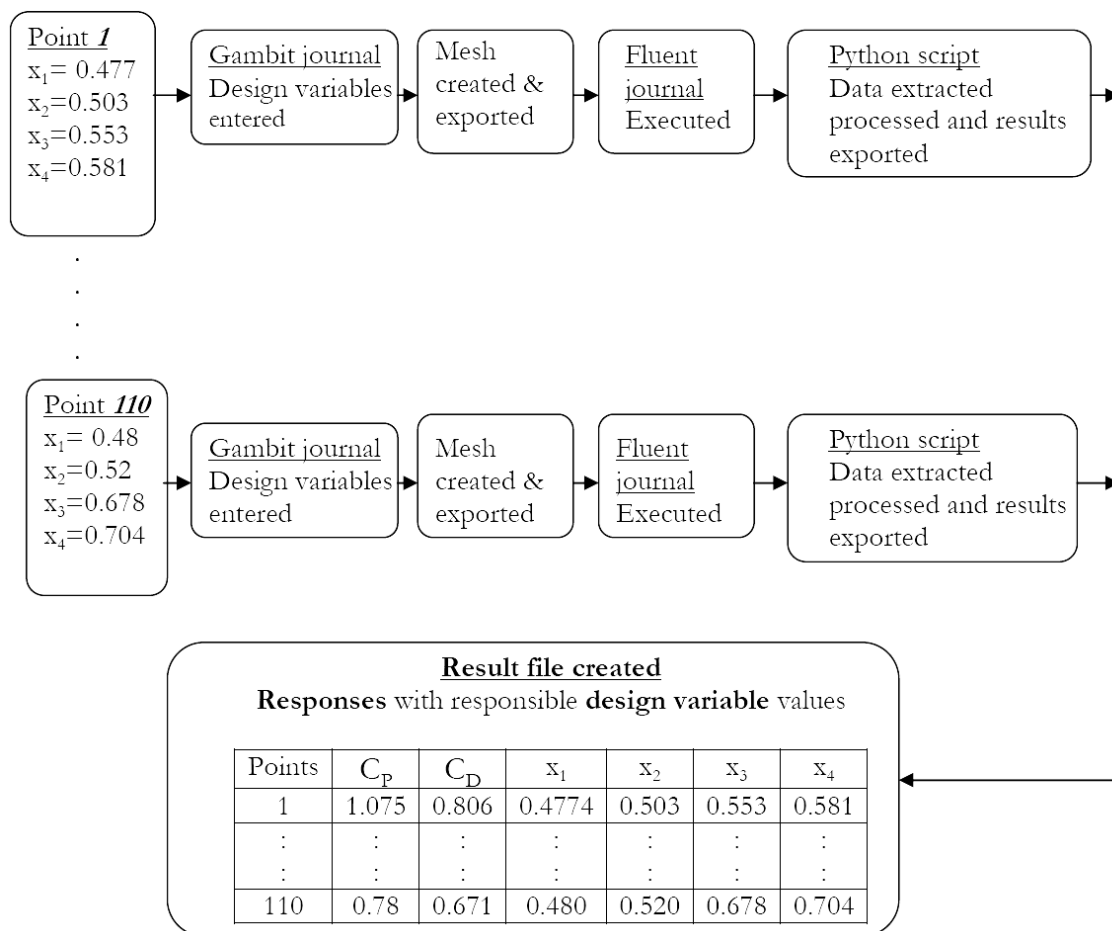 Point 1
x₁= 0.477
x₂=0.503
x₃=0.553
x₄=0.581
Gambit journal
Design variables
entered
Mesh
created &
exported
Fluent
journal
Executed
Python script
Data extracted
processed and results
exported
.
.
.
.
Point 110
x₁= 0.48
x₂=0.52
x₃=0.678
x₄=0.704
Gambit journal
Design variables
entered
Mesh
created &
exported
Fluent
journal
Executed
Python script
Data extracted
processed and results
exported
Result file created
Responses with responsible design variable values
Points C_P C_D x₁ x₂ x₃ x₄
1 1.075 0.806 0.4774 0.503 0.553 0.581
: : : : : : :
: : : : : : :
110 0.78 0.671 0.480 0.520 0.678 0.704